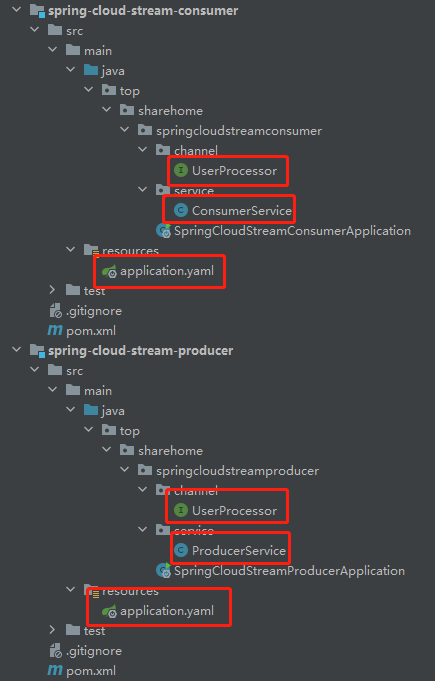 spring-cloud-stream-consumer
src
main
java
top
sharehome
springcloudstreamconsumer
channel
UserProcessor
service
ConsumerService
SpringCloudStreamConsumerApplication
resources
application.yaml
test
.gitignore
pom.xml
spring-cloud-stream-producer
src
main
java
top
sharehome
springcloudstreamproducer
channel
UserProcessor
service
ProducerService
SpringCloudStreamProducerApplication
resources
application.yaml
test
.gitignore
pom.xml